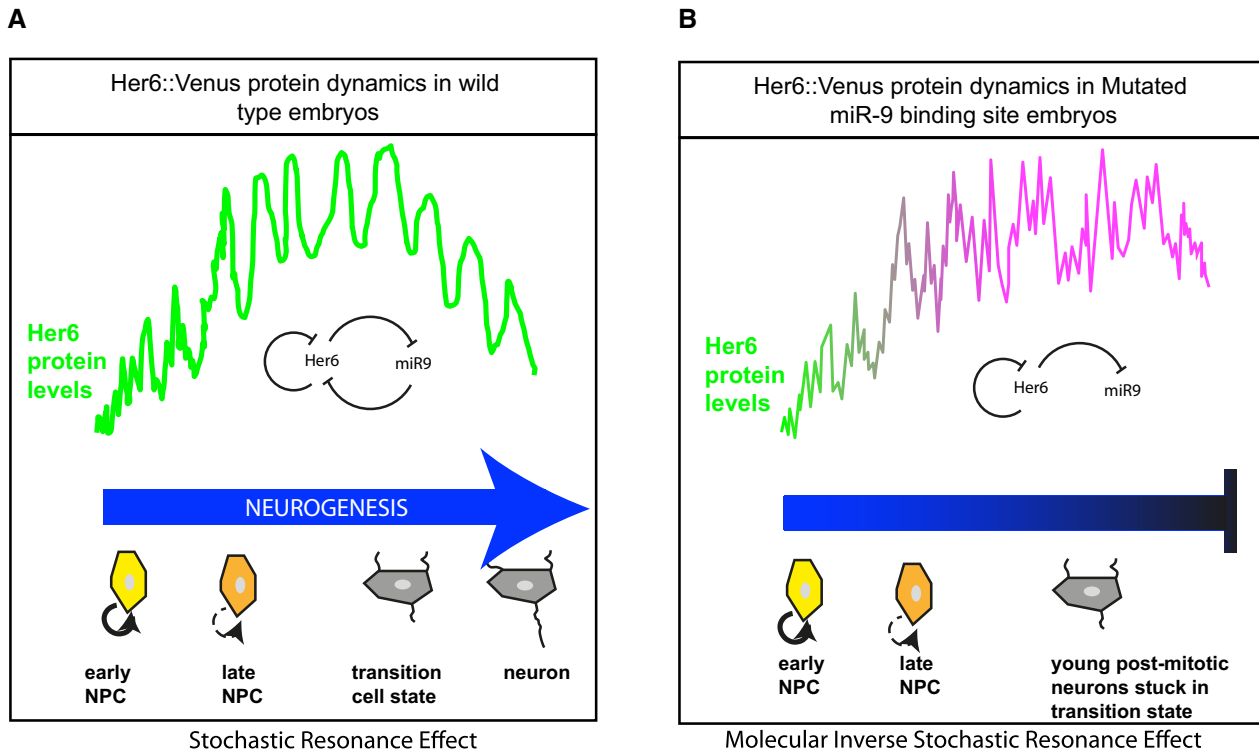 A
Her6::Venus protein dynamics in wild
type embryos
Her6
protein
levels
Her6
miR9
NEUROGENESIS
early
NPC
late
NPC
transition
cell state
neuron
Stochastic Resonance Effect
B
Her6::Venus protein dynamics in Mutated
miR-9 binding site embryos
Her6
protein
levels
Her6
miR9
early
NPC
late
NPC
young post-mitotic
neurons stuck in
transition state
Molecular Inverse Stochastic Resonance Effect